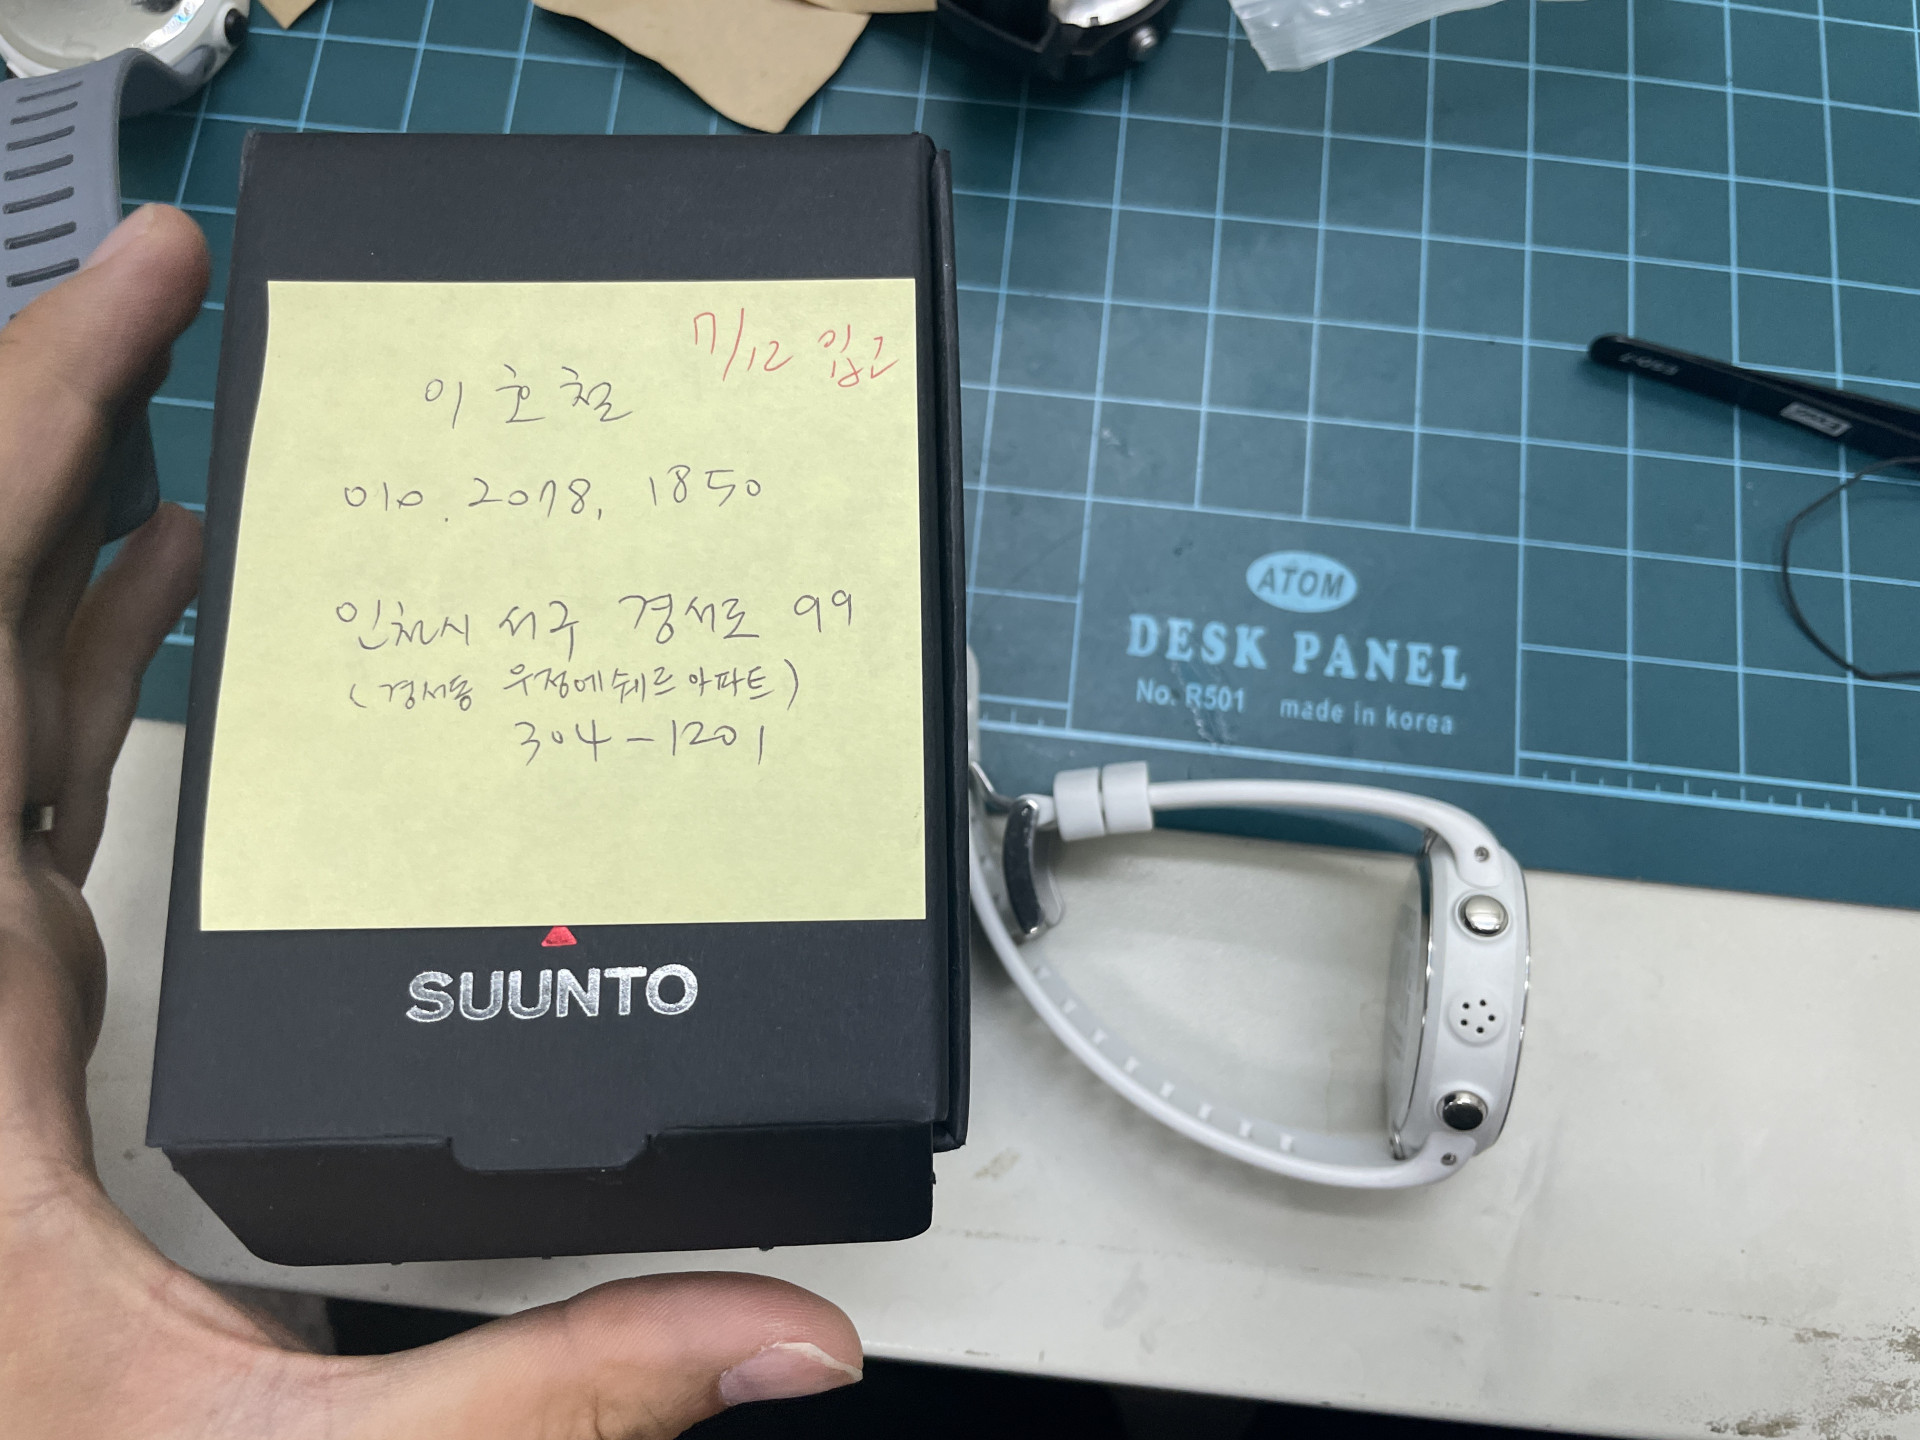 7/12 입고
이호철
010. 2078, 1850
인천시 서구 경서로 99
(경서동 우정에쉐르아파트)
304-1201
SUUNTO
ATOM
DESK PANEL
No. R501 made in korea